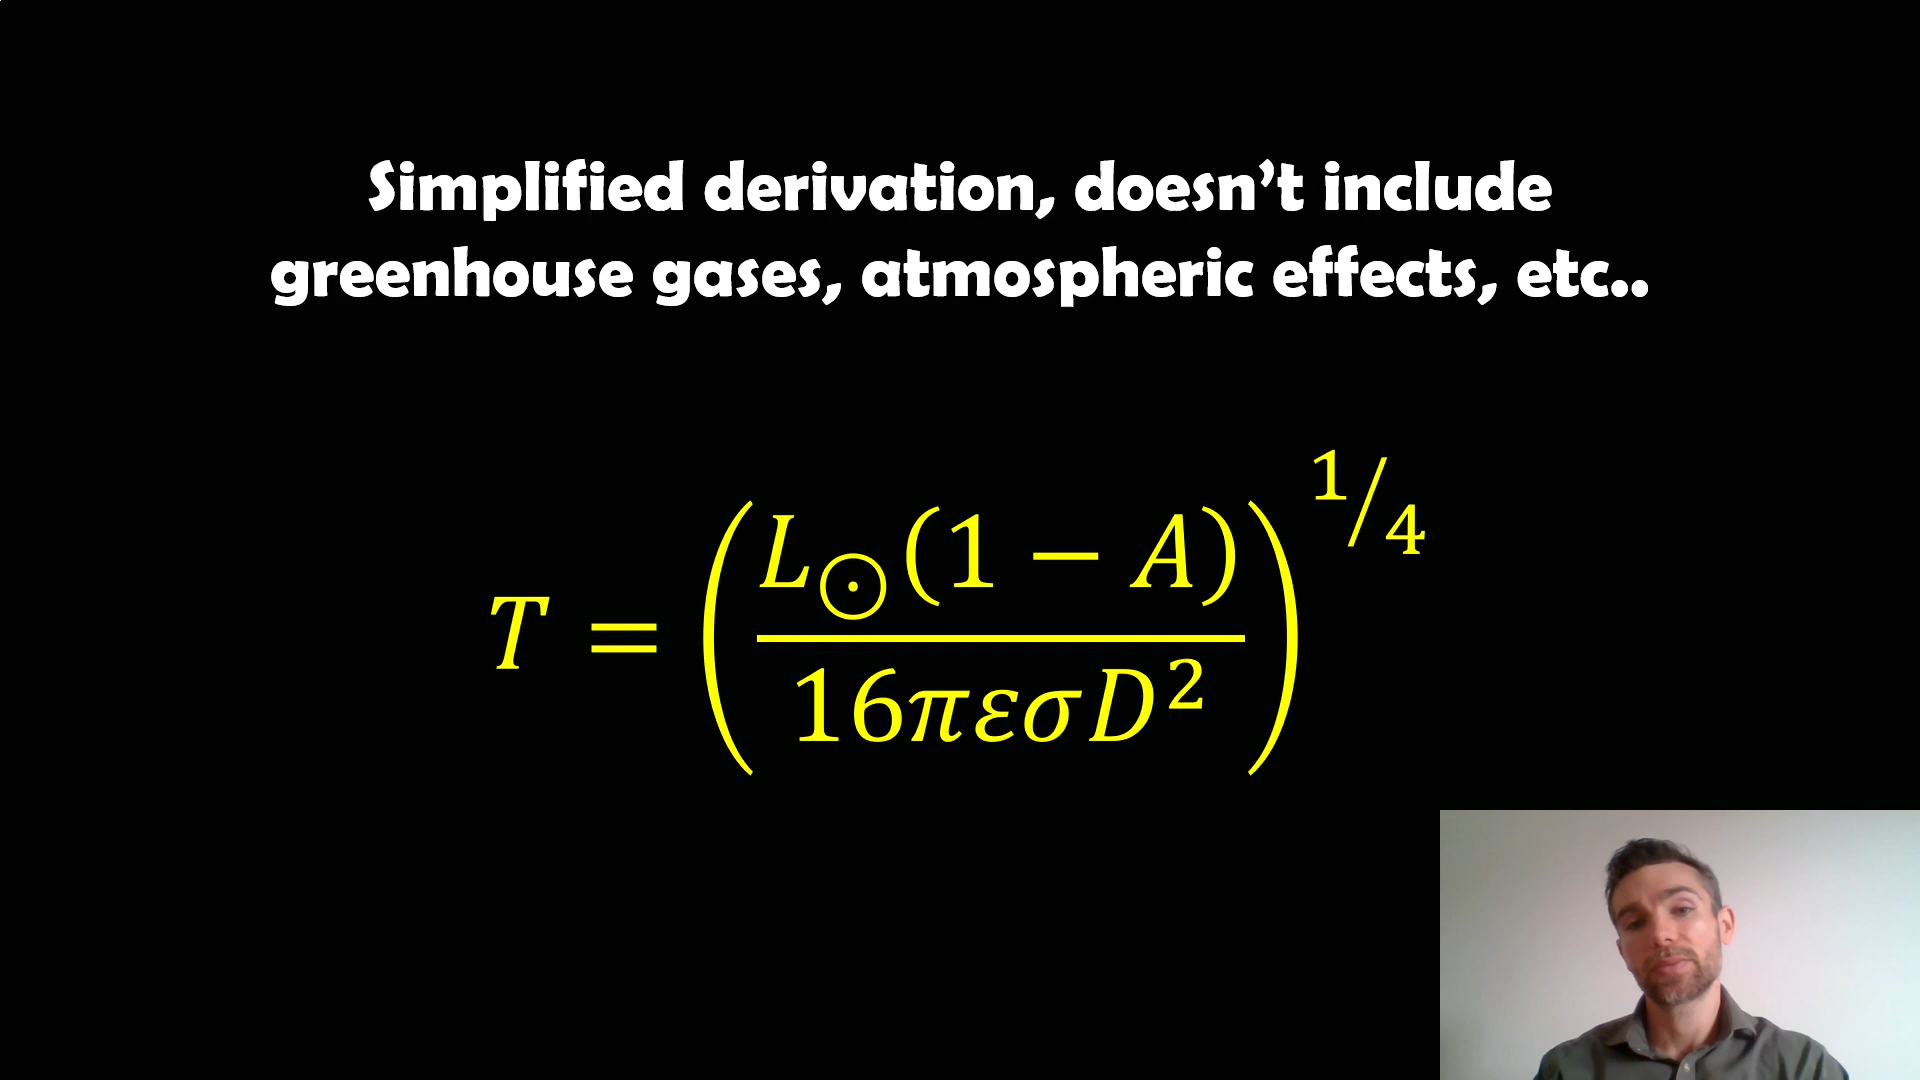 Simplified derivation, doesn’t include
greenhouse gases, atmospheric effects, etc..
T = (L⊙(1 − A) / 16πεσD²)^1/4